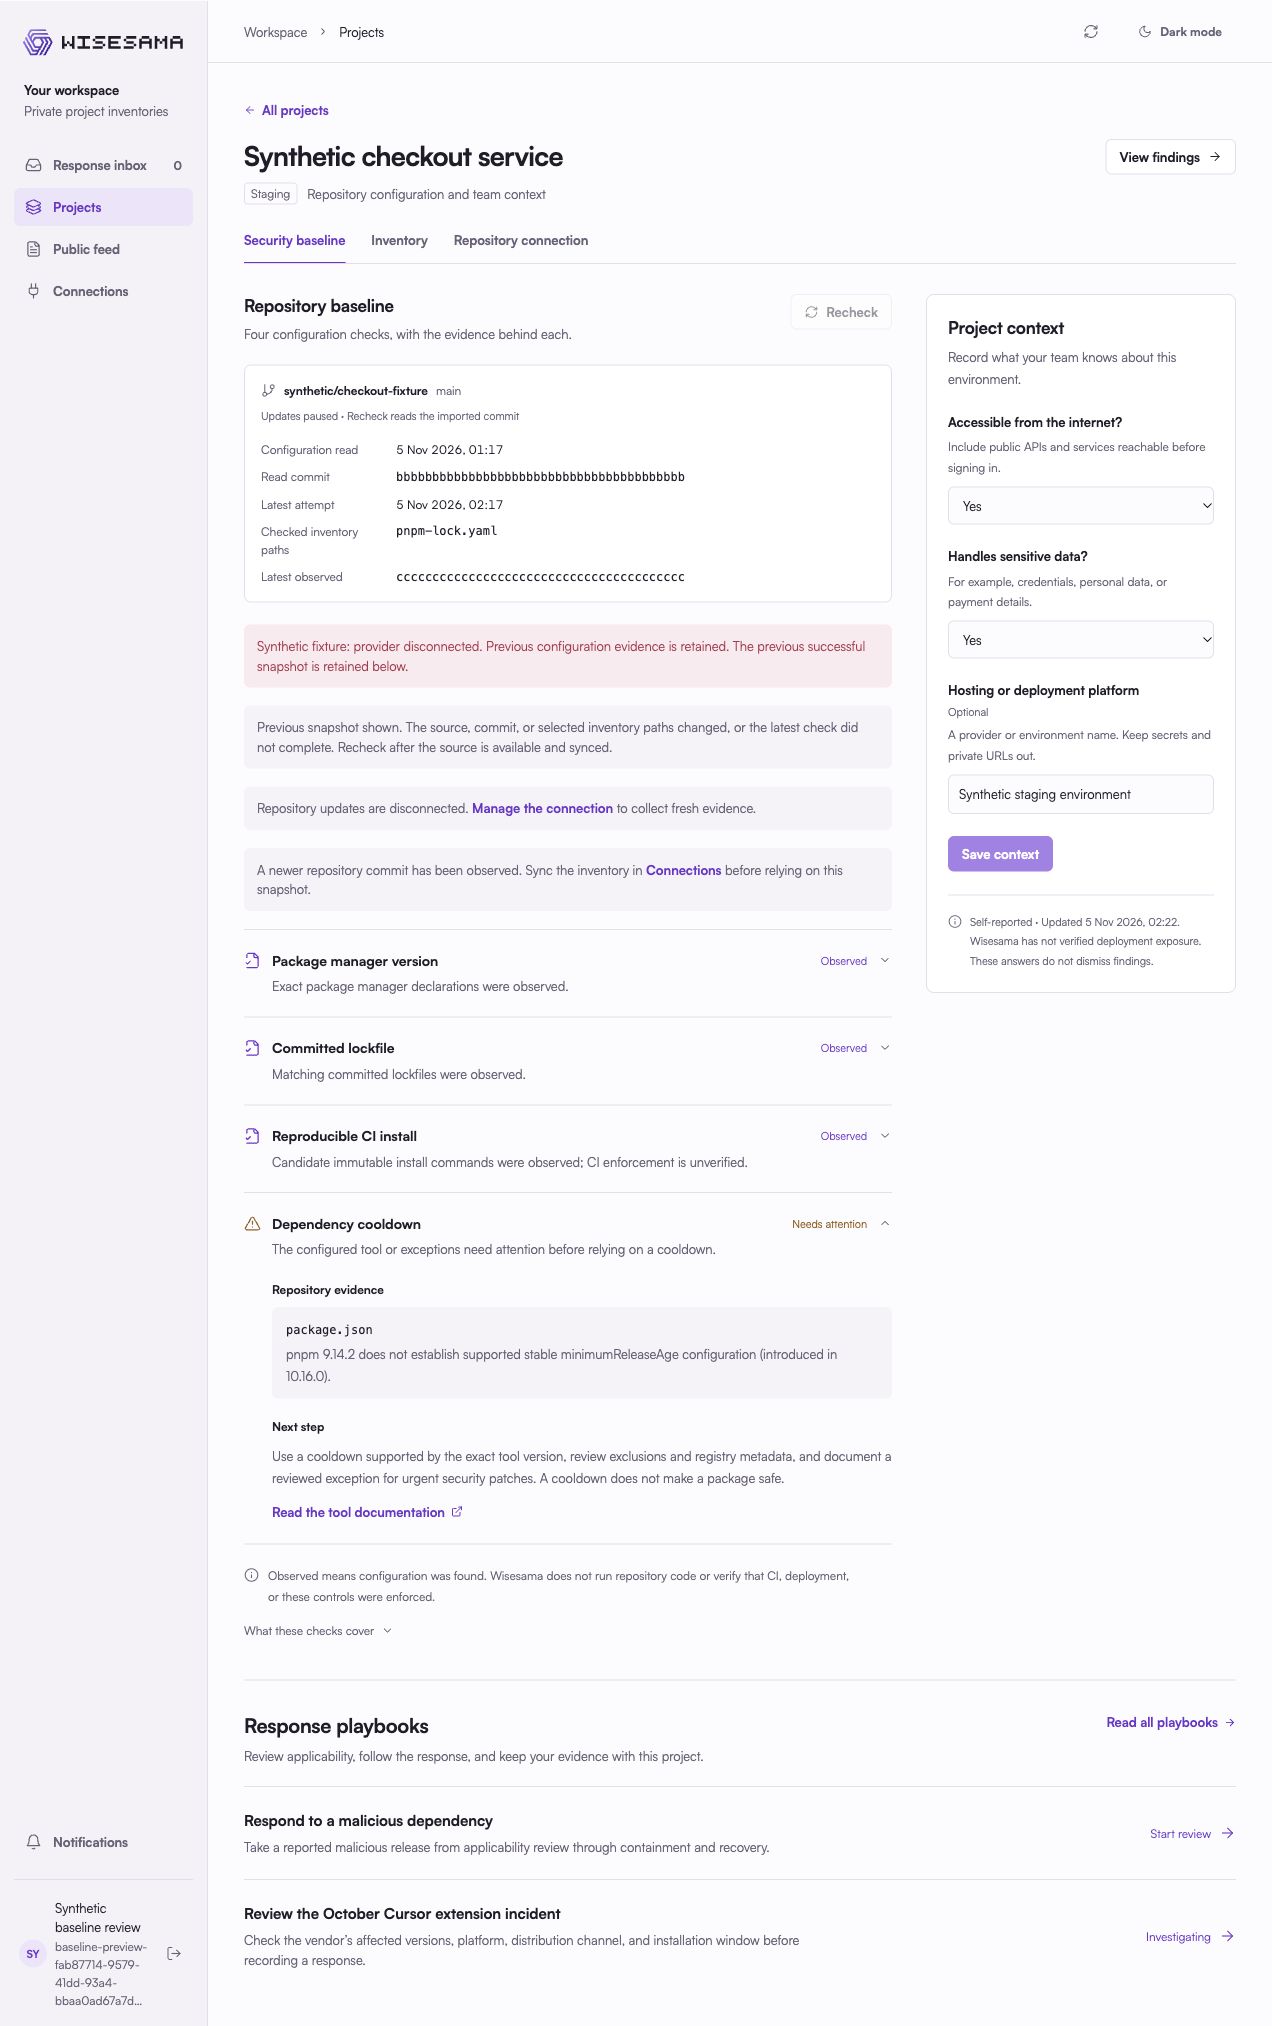 WISESAMA
Your workspace
Private project inventories
Response inbox 0
Projects
Public feed
Connections
Notifications
Synthetic
baseline review
SY
baseline-preview-
fab87714-9579-
41dd-93a4-
bbaa0ad67a7d...
Workspace > Projects
Dark mode
All projects
Synthetic checkout service
View findings
Staging Repository configuration and team context
Security baseline Inventory Repository connection
Repository baseline
Recheck
Four configuration checks, with the evidence behind each.
synthetic/checkout-fixture main
Updates paused · Recheck reads the imported commit
Configuration read 5 Nov 2026, 01:17
Read commit bbbbbbbbbbbbbbbbbbbbbbbbbbbbbbbbbbbbbbbb
Latest attempt 5 Nov 2026, 02:17
Checked inventory pnpm-lock.yaml
paths
Latest observed cccccccccccccccccccccccccccccccccccccccc
Synthetic fixture: provider disconnected. Previous configuration evidence is retained. The previous successful
snapshot is retained below.
Previous snapshot shown. The source, commit, or selected inventory paths changed, or the latest check did
not complete. Recheck after the source is available and synced.
Repository updates are disconnected. Manage the connection to collect fresh evidence.
A newer repository commit has been observed. Sync the inventory in Connections before relying on this
snapshot.
Package manager version Observed
Exact package manager declarations were observed.
Committed lockfile Observed
Matching committed lockfiles were observed.
Reproducible CI install Observed
Candidate immutable install commands were observed; CI enforcement is unverified.
Dependency cooldown Needs attention
The configured tool or exceptions need attention before relying on a cooldown.
Repository evidence
package.json
pnpm 9.14.2 does not establish supported stable minimumReleaseAge configuration (introduced in
10.16.0).
Next step
Use a cooldown supported by the exact tool version, review exclusions and registry metadata, and document a
reviewed exception for urgent security patches. A cooldown does not make a package safe.
Read the tool documentation
Observed means configuration was found. Wisesama does not run repository code or verify that CI, deployment,
or these controls were enforced.
What these checks cover
Project context
Record what your team knows about this
environment.
Accessible from the internet?
Include public APIs and services reachable before
signing in.
Yes
Handles sensitive data?
For example, credentials, personal data, or
payment details.
Yes
Hosting or deployment platform
Optional
A provider or environment name. Keep secrets and
private URLs out.
Synthetic staging environment
Save context
Self-reported · Updated 5 Nov 2026, 02:22.
Wisesama has not verified deployment exposure.
These answers do not dismiss findings.
Response playbooks
Read all playbooks
Review applicability, follow the response, and keep your evidence with this project.
Respond to a malicious dependency
Take a reported malicious release from applicability review through containment and recovery.
Start review
Review the October Cursor extension incident
Check the vendor's affected versions, platform, distribution channel, and installation window before
recording a response.
Investigating